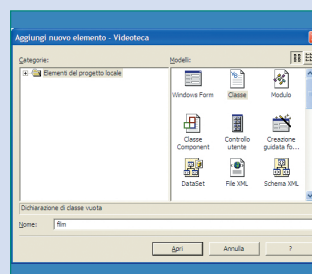 Aggiungi nuovo elemento - Videoteca
Categorie:
Modelli:
Elementi del progetto locale
Windows Form
Classe
Modulo
Classe Component
Controllo utente
Creazione guidata fo...
DataSet
File XML
Schema XML
Dichiarazione di classe vuota
Nome:
film
Apri
Annulla
?